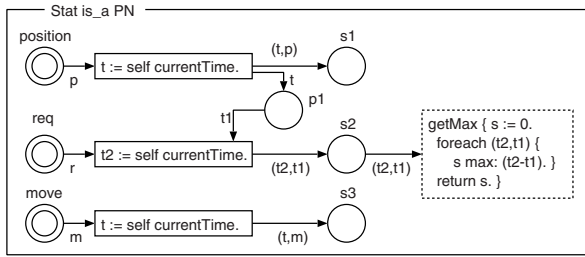 Stat is_a PN
position
p
t := self currentTime.
(t,p)
s1
t
p1
t1
req
r
t2 := self currentTime.
(t2,t1)
s2
(t2,t1)
getMax { s := 0.
foreach (t2,t1) {
s max: (t2-t1). }
return s. }
move
m
t := self currentTime.
(t,m)
s3